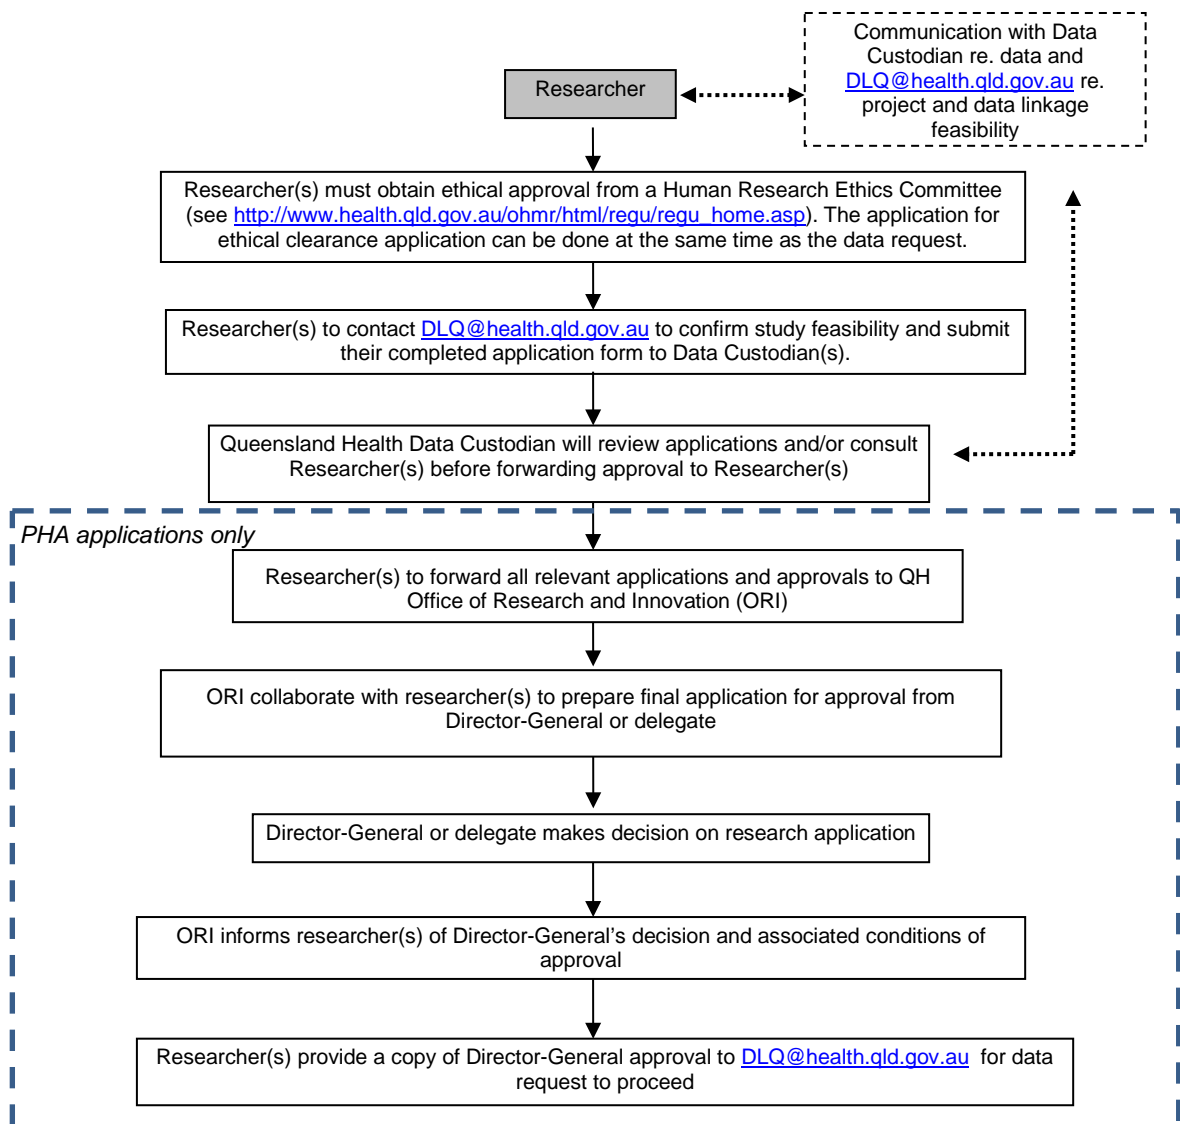 Communication with Data
Custodian re. data and
DLQ@health.qld.gov.au re.
project and data linkage
feasibility
Researcher
Researcher(s) must obtain ethical approval from a Human Research Ethics Committee
(see http://www.health.qld.gov.au/ohmr/html/regu/regu_home.asp). The application for
ethical clearance application can be done at the same time as the data request.
Researcher(s) to contact DLQ@health.qld.gov.au to confirm study feasibility and submit
their completed application form to Data Custodian(s).
Queensland Health Data Custodian will review applications and/or consult
Researcher(s) before forwarding approval to Researcher(s)
PHA applications only
Researcher(s) to forward all relevant applications and approvals to QH
Office of Research and Innovation (ORI)
ORI collaborate with researcher(s) to prepare final application for approval from
Director-General or delegate
Director-General or delegate makes decision on research application
ORI informs researcher(s) of Director-General's decision and associated conditions of
approval
Researcher(s) provide a copy of Director-General approval to DLQ@health.qld.gov.au for data
request to proceed